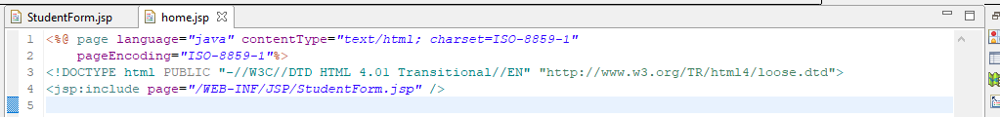 StudentForm.jsp home.jsp
1 <%@ page language="java" contentType="text/html; charset=ISO-8859-1"
2     pageEncoding="ISO-8859-1"%>
3 <!DOCTYPE html PUBLIC "-//W3C//DTD HTML 4.01 Transitional//EN" "http://www.w3.org/TR/html4/loose.dtd">
4 <jsp:include page="/WEB-INF/JSP/StudentForm.jsp" />
5